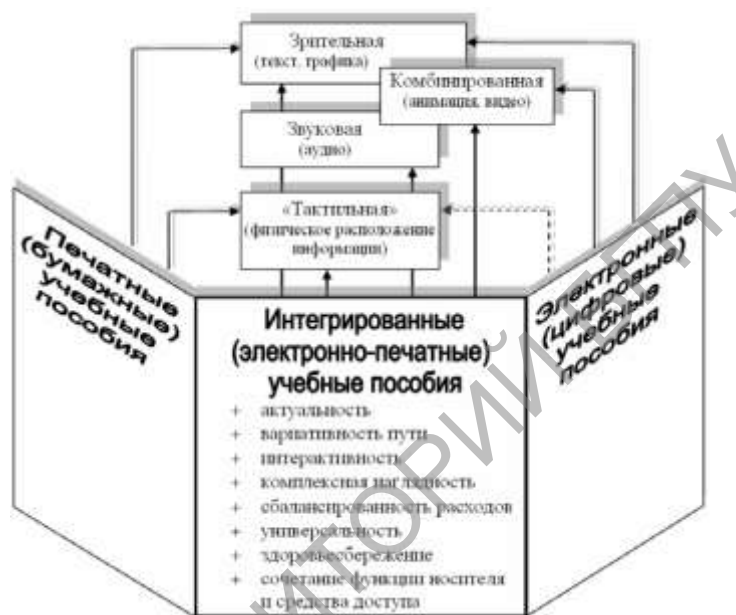 Зрительная
(текст, графика)
Комбинированная
(анимация, видео)
Звуковая
(аудио)
«Тактильная»
(физическое расположение
информации)
Печатные
(бумажные)
учебные
пособия
Интегрированные
(электронно-печатные)
учебные пособия
+ актуальность
+ вариативность пути
+ интерактивность
+ комплексная наглядность
+ сбалансированность расходов
+ универсальность
+ здоровьесбережение
+ сочетание функции носителя
и средства доступа
Электронные
(цифровые)
учебные
пособия
ИТОРИЙ БГПУ